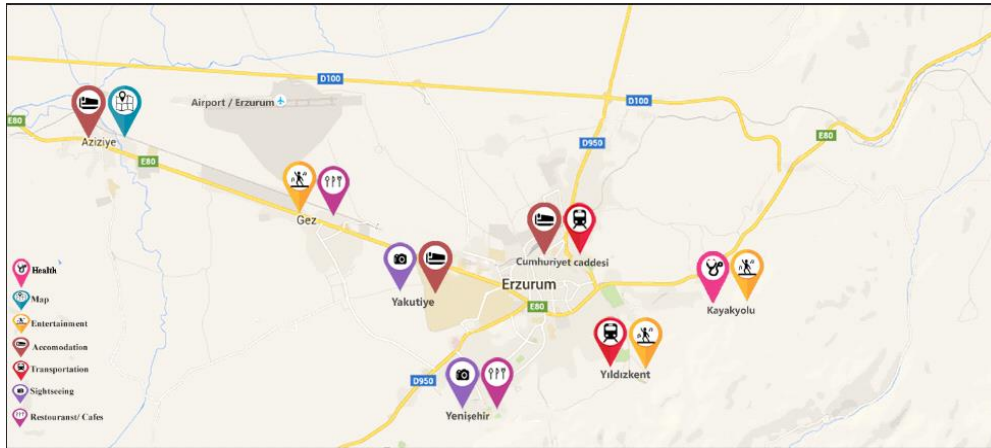 D100
Airport / Erzurum
D100
E80
Aziziye
E80
D950
E80
Gez
Cumhuriyet caddesi
Yakutiye
Erzurum
E80
Kayakyolu
Yıldızkent
D950
Yenişehir
Health
Map
Entertainment
Accomodation
Transportation
Sightseeing
Restouranst/ Cafes